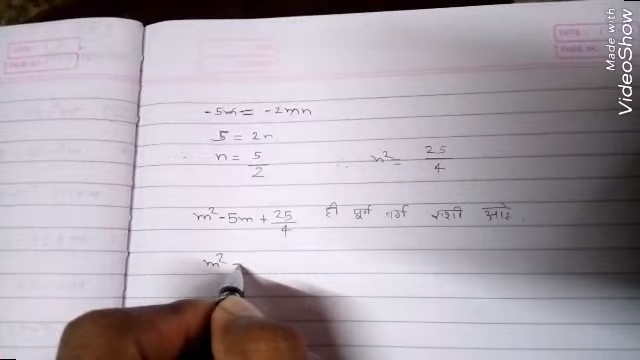 -5m = -2mn
5 = 2n
∴ n = 5/2 ∴ n² = 25/4
m² - 5m + 25/4 ही पूर्ण वर्ग राशी आहे.
m² -
Made with
VideoShow